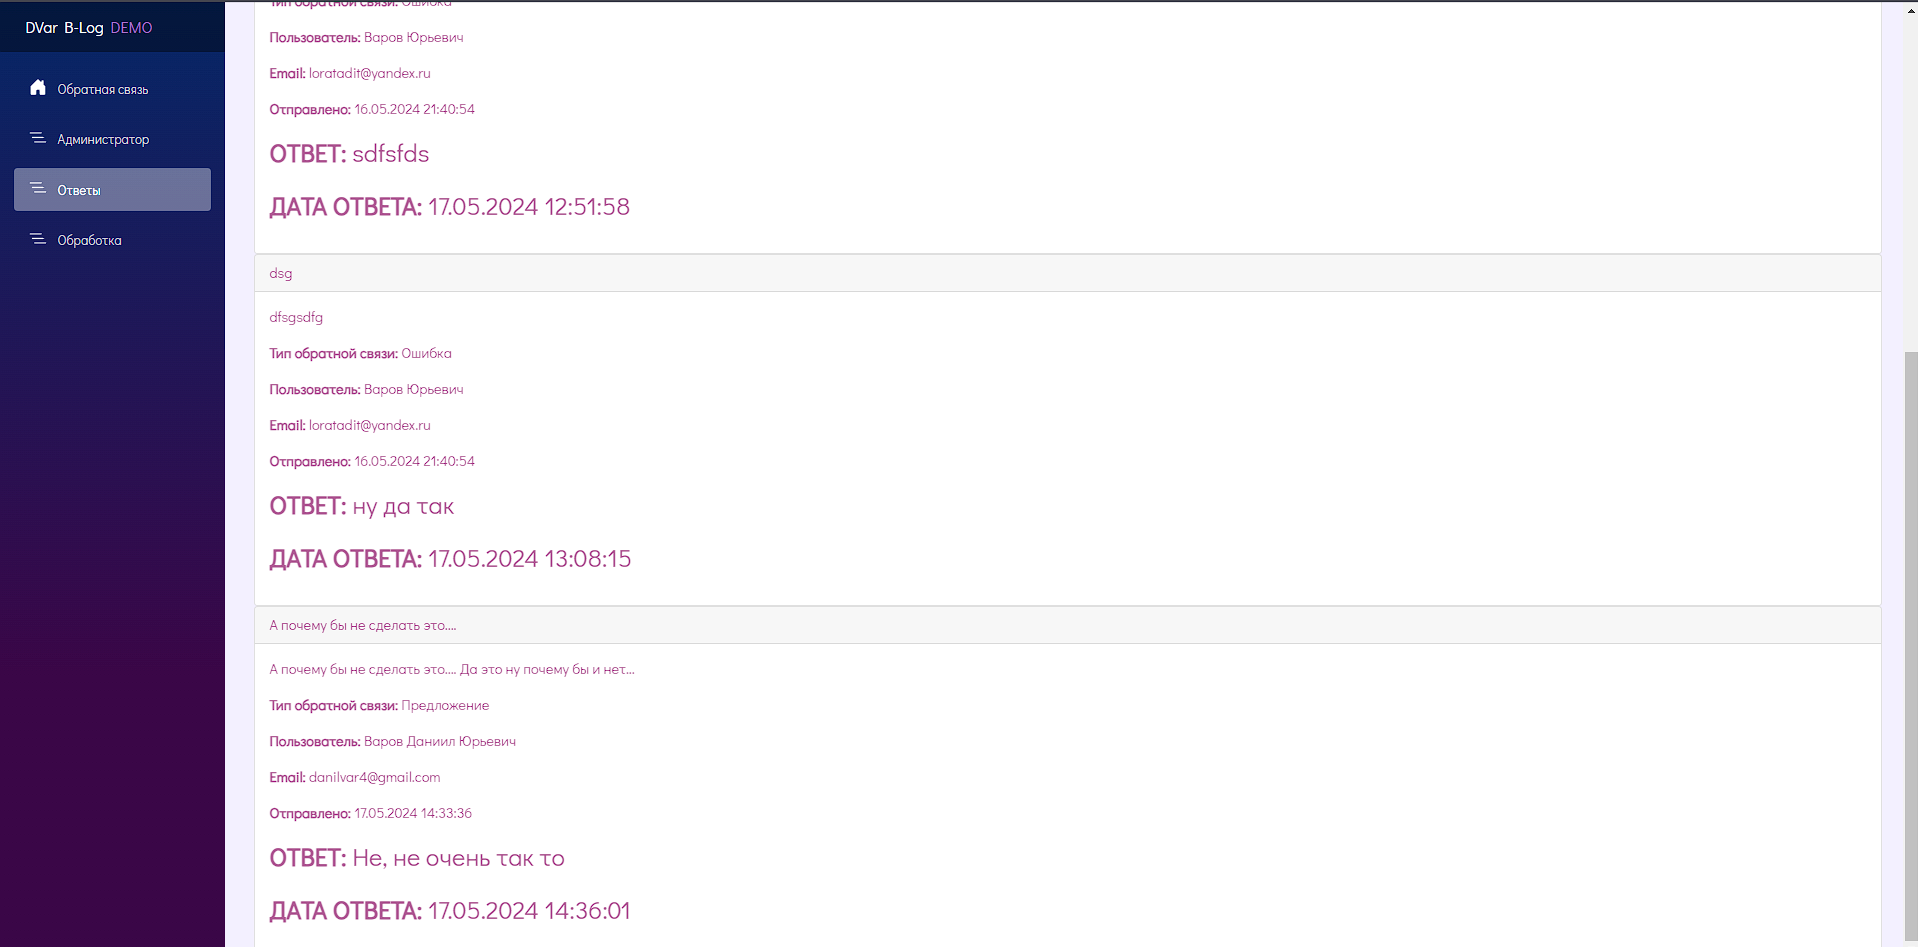 DVar B-Log DEMO
Обратная связь
Администратор
Ответы
Обработка
Тип обратной связи: Ошибка
Пользователь: Варов Юрьевич
Email: loratadit@yandex.ru
Отправлено: 16.05.2024 21:40:54
ОТВЕТ: sdfsfds
ДАТА ОТВЕТА: 17.05.2024 12:51:58
dsg
dfsgsdfg
Тип обратной связи: Ошибка
Пользователь: Варов Юрьевич
Email: loratadit@yandex.ru
Отправлено: 16.05.2024 21:40:54
ОТВЕТ: ну да так
ДАТА ОТВЕТА: 17.05.2024 13:08:15
А почему бы не сделать это....
А почему бы не сделать это.... Да это ну почему бы и нет...
Тип обратной связи: Предложение
Пользователь: Варов Даниил Юрьевич
Email: danilvar4@gmail.com
Отправлено: 17.05.2024 14:33:36
ОТВЕТ: Не, не очень так то
ДАТА ОТВЕТА: 17.05.2024 14:36:01